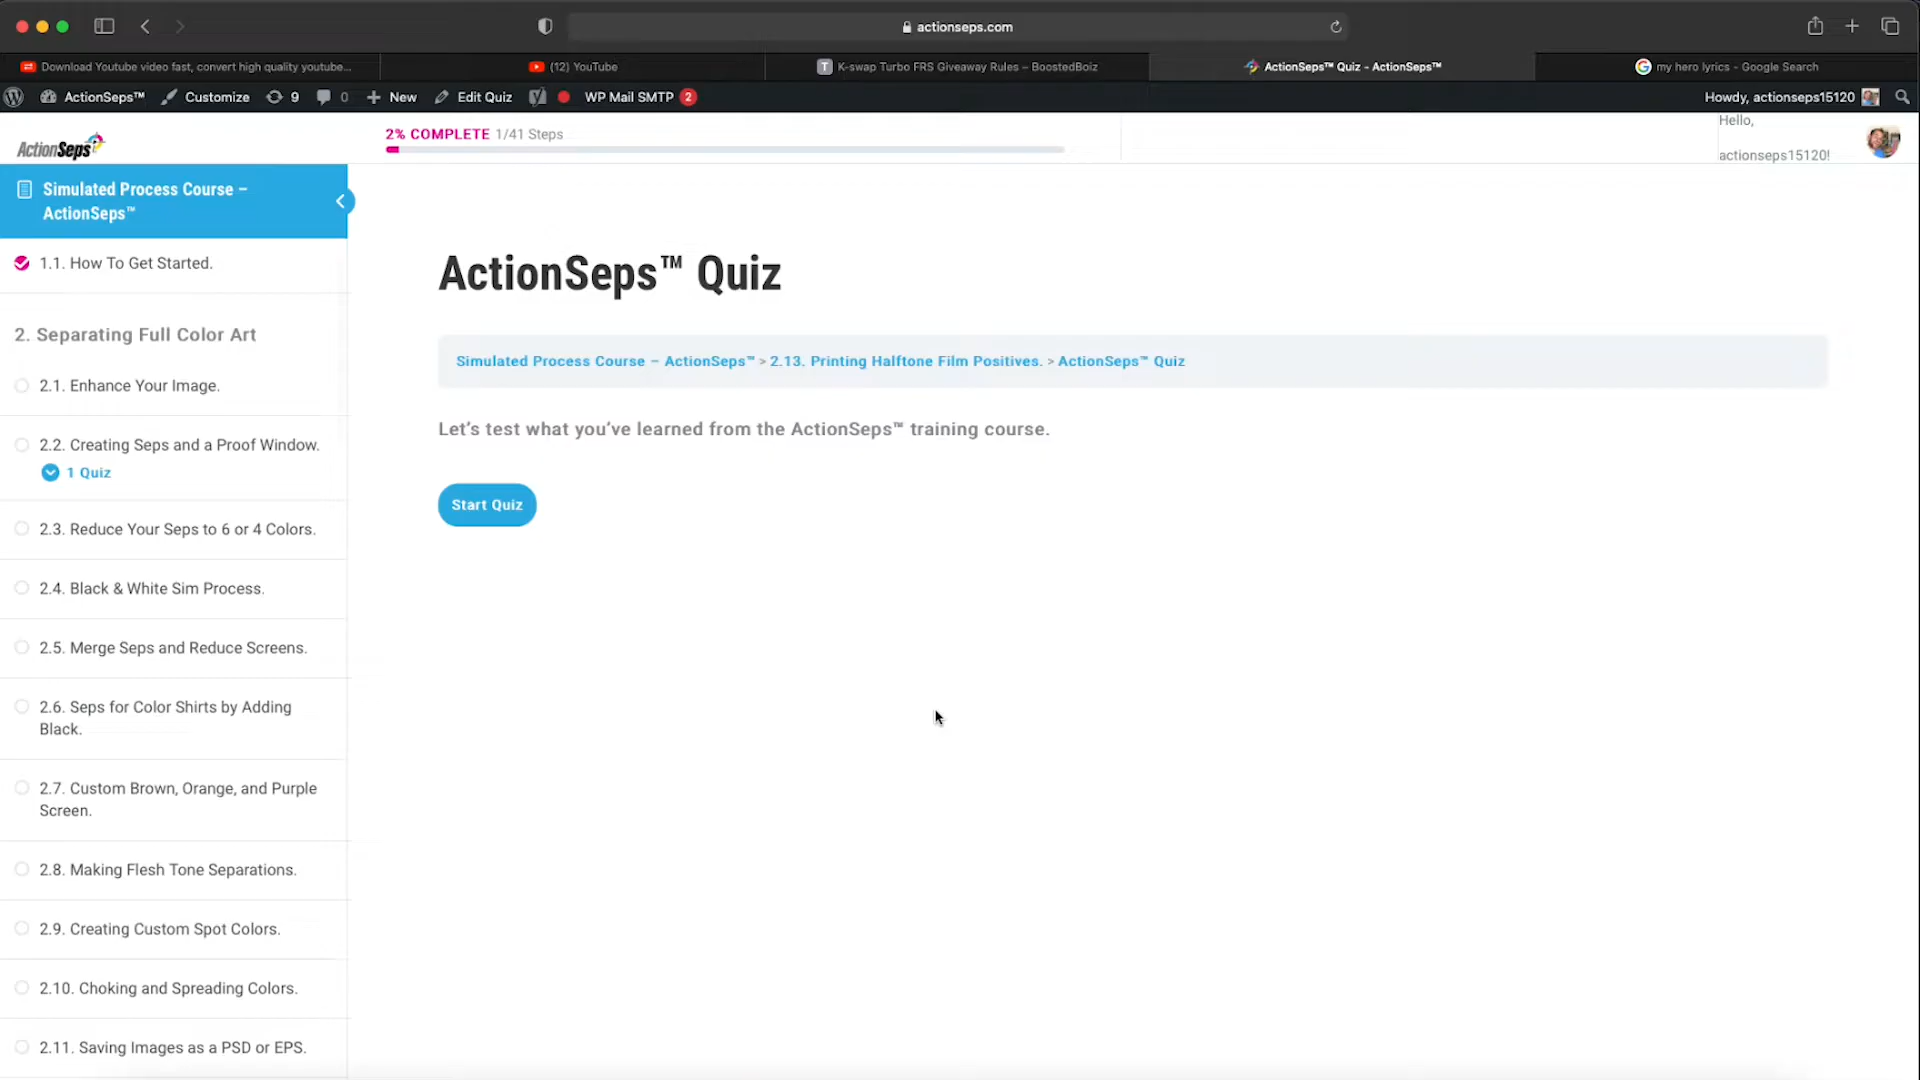 actionseps.com
Download Youtube video fast, convert high quality youtube...
(12) YouTube
T K-swap Turbo FRS Giveaway Rules – BoostedBoiz
ActionSeps™ Quiz - ActionSeps™
my hero lyrics - Google Search
ActionSeps™ Customize 9 0 New Edit Quiz WP Mail SMTP 2
Howdy, actionseps15120
ActionSeps
2% COMPLETE 1/41 Steps
Hello,
actionseps15120!
Simulated Process Course –
ActionSeps™
1.1. How To Get Started.
2. Separating Full Color Art
2.1. Enhance Your Image.
2.2. Creating Seps and a Proof Window.
1 Quiz
2.3. Reduce Your Seps to 6 or 4 Colors.
2.4. Black & White Sim Process.
2.5. Merge Seps and Reduce Screens.
2.6. Seps for Color Shirts by Adding
Black.
2.7. Custom Brown, Orange, and Purple
Screen.
2.8. Making Flesh Tone Separations.
2.9. Creating Custom Spot Colors.
2.10. Choking and Spreading Colors.
2.11. Saving Images as a PSD or EPS.
ActionSeps™ Quiz
Simulated Process Course – ActionSeps™ > 2.13. Printing Halftone Film Positives. > ActionSeps™ Quiz
Let's test what you've learned from the ActionSeps™ training course.
Start Quiz